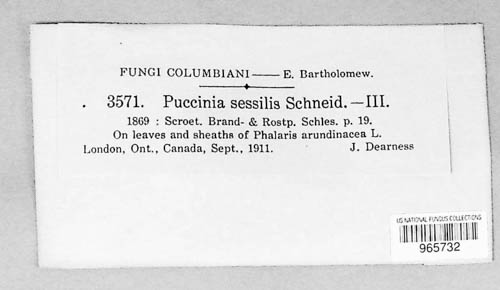 FUNGI COLUMBIANI — E. Bartholomew.
. 3571. Puccinia sessilis Schneid. — III.
1869 : Scroet. Brand- & Rostp. Schles. p. 19.
On leaves and sheaths of Phalaris arundinacea L.
London, Ont., Canada, Sept., 1911. J. Dearness
US NATIONAL FUNGUS COLLECTIONS
965732